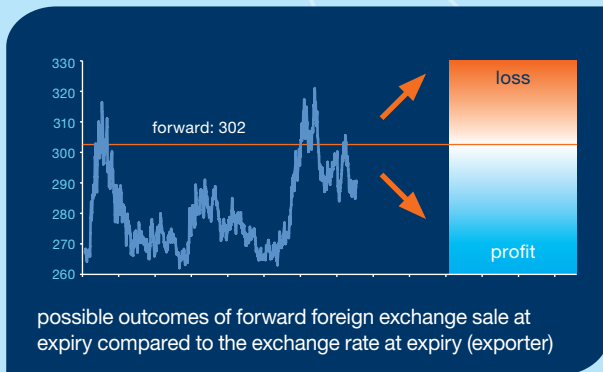 330
320
310
300
290
280
270
260
forward: 302
loss
profit
possible outcomes of forward foreign exchange sale at
expiry compared to the exchange rate at expiry (exporter)